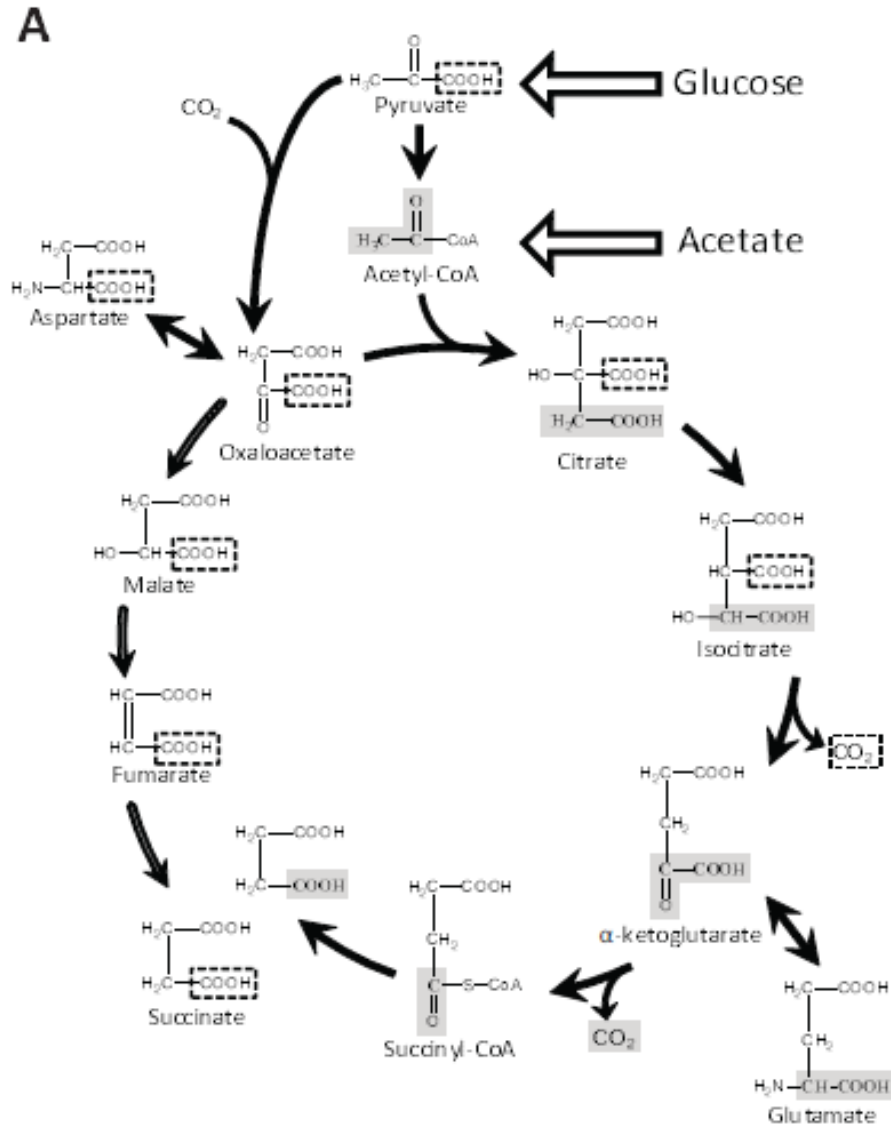 A
O
H₃C—C—COOH
Pyruvate
Glucose
CO₂
O
H₃C—C—CoA
Acetyl-CoA
Acetate
H₂C—COOH
H₂N—CH—COOH
Aspartate
H₂C—COOH
C—COOH
O
Oxaloacetate
H₂C—COOH
HO—C—COOH
H₂C—COOH
Citrate
H₂C—COOH
HO—CH—COOH
Malate
H₂C—COOH
HC—COOH
HO—CH—COOH
Isocitrate
CO₂
HC—COOH
HC—COOH
Fumarate
H₂C—COOH
CH₂
C—COOH
O
α-ketoglutarate
H₂C—COOH
H₂C—COOH
H₂C—COOH
H₂C—COOH
Succinate
H₂C—COOH
CH₂
C—S—CoA
O
Succinyl-CoA
CO₂
H₂C—COOH
CH₂
H₂N—CH—COOH
Glutamate